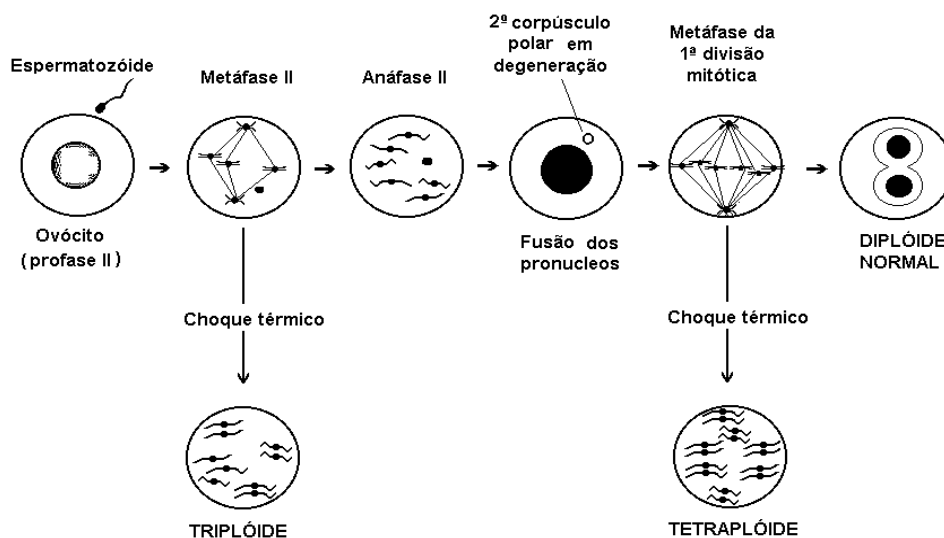 Espermatozóide
Metáfase II
Anáfase II
2º corpúsculo
polar em
degeneração
Metáfase da
1ª divisão
mitótica
Ovócito
(profase II)
Fusão dos
pronucleos
DIPLÓIDE
NORMAL
Choque térmico
Choque térmico
TRIPLÓIDE
TETRAPLÓIDE